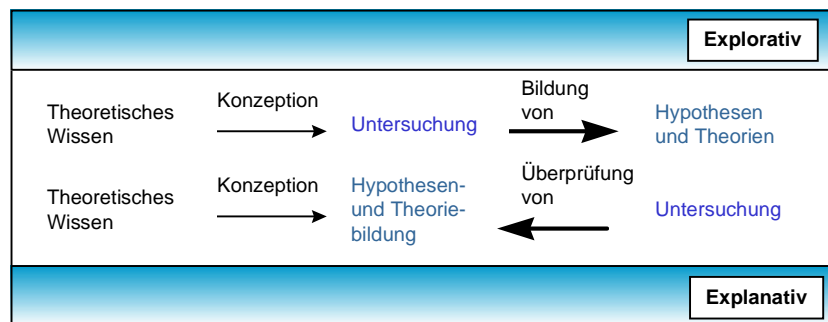 Explorativ
Theoretisches
Wissen
Konzeption
Untersuchung
Bildung
von
Hypothesen
und Theorien
Theoretisches
Wissen
Konzeption
Hypothesen-
und Theorie-
bildung
Überprüfung
von
Untersuchung
Explanativ